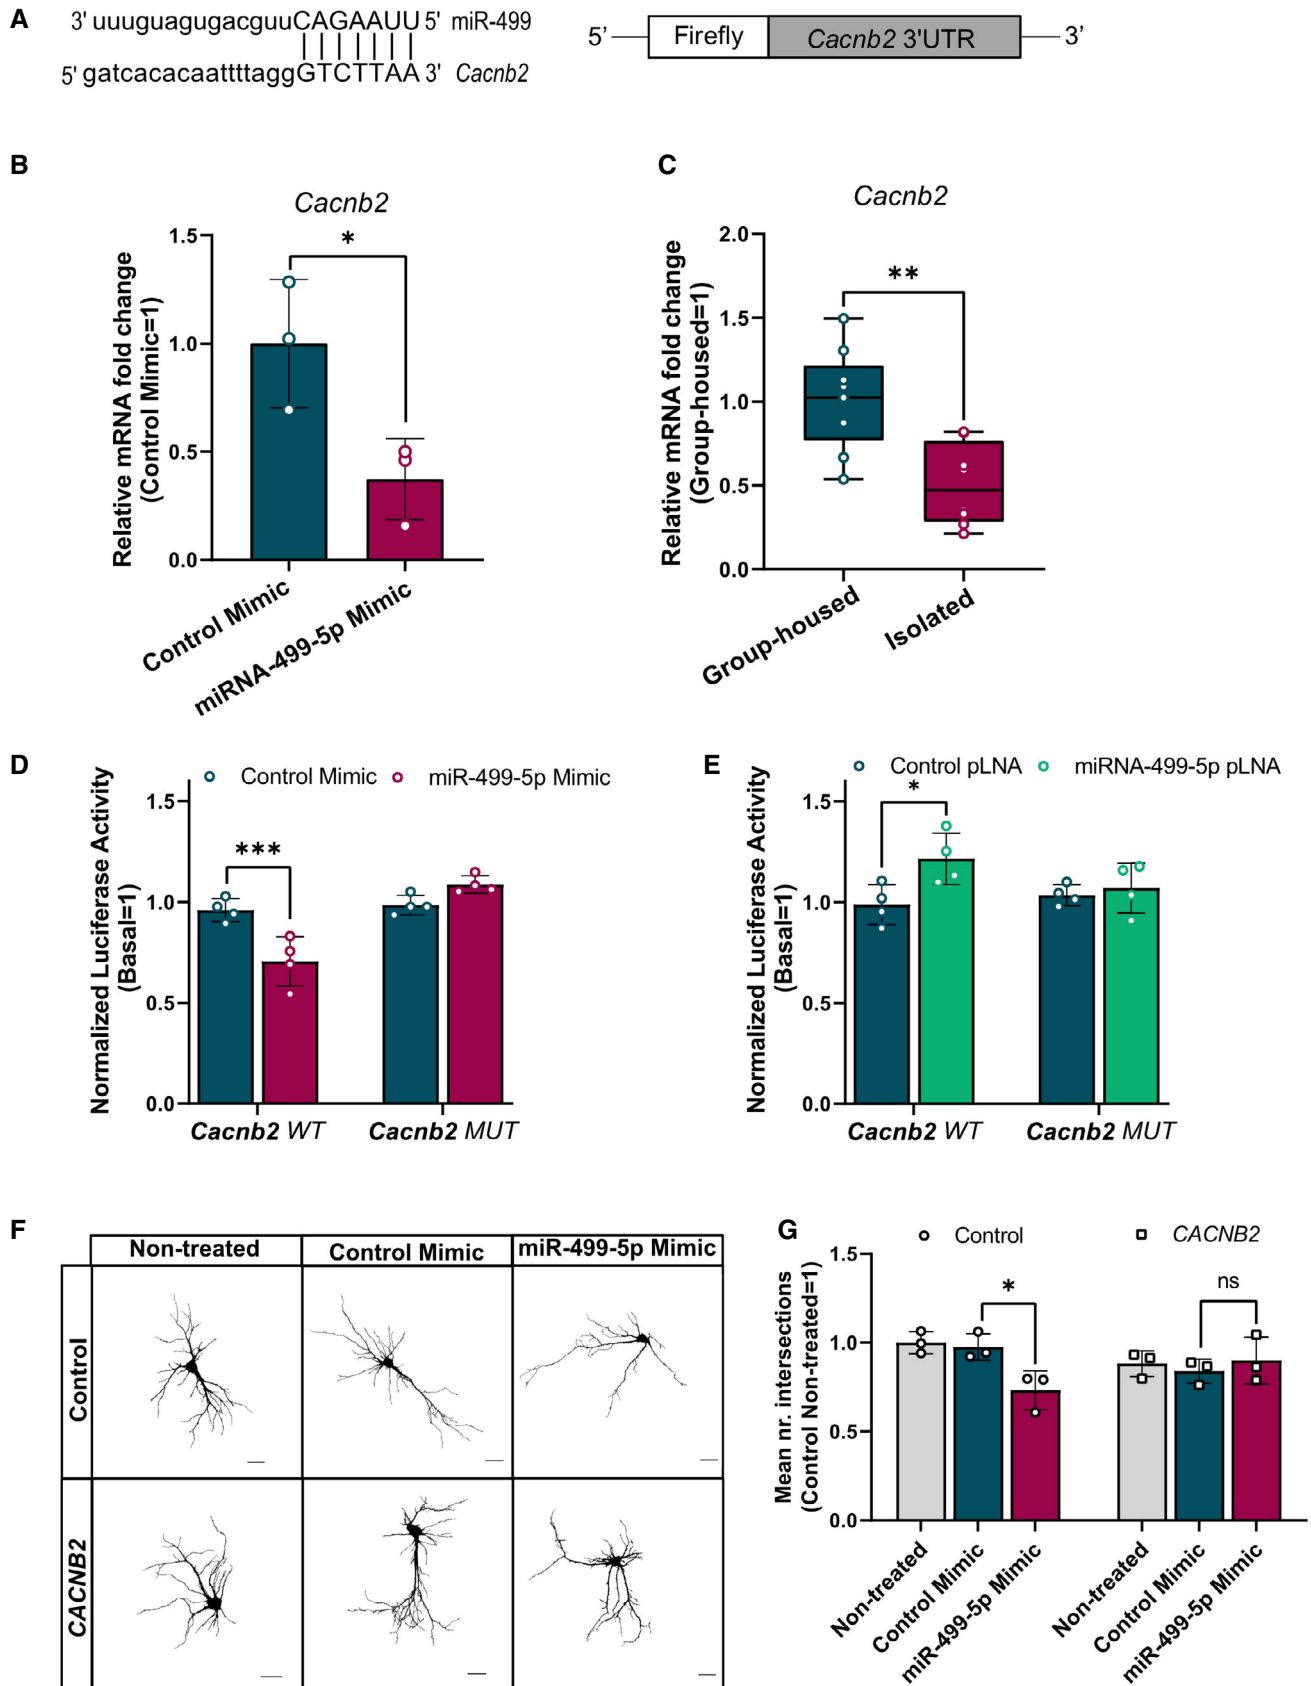 A
3' uuuguagugacguuCAGAAUU 5' miR-499
5' gatcacacaattttaggGTCTTAA 3' Cacnb2
5’ Firefly Cacnb2 3'UTR 3’
B
Cacnb2
*
Relative mRNA fold change
(Control Mimic=1)
1.5
1.0
0.5
0.0
Control Mimic
miRNA-499-5p Mimic
C
Cacnb2
**
Relative mRNA fold change
(Group-housed=1)
2.0
1.5
1.0
0.5
0.0
Group-housed
Isolated
D
Control Mimic
miR-499-5p Mimic
***
Normalized Luciferase Activity
(Basal=1)
1.5
1.0
0.5
0.0
Cacnb2 WT
Cacnb2 MUT
E
Control pLNA
miRNA-499-5p pLNA
*
Normalized Luciferase Activity
(Basal=1)
1.5
1.0
0.5
0.0
Cacnb2 WT
Cacnb2 MUT
F
Non-treated
Control Mimic
miR-499-5p Mimic
Control
CACNB2
G
Control
CACNB2
*
ns
Mean nr. intersections
(Control Non-treated=1)
1.5
1.0
0.5
0.0
Non-treated
Control Mimic
miR-499-5p Mimic
Non-treated
Control Mimic
miR-499-5p Mimic